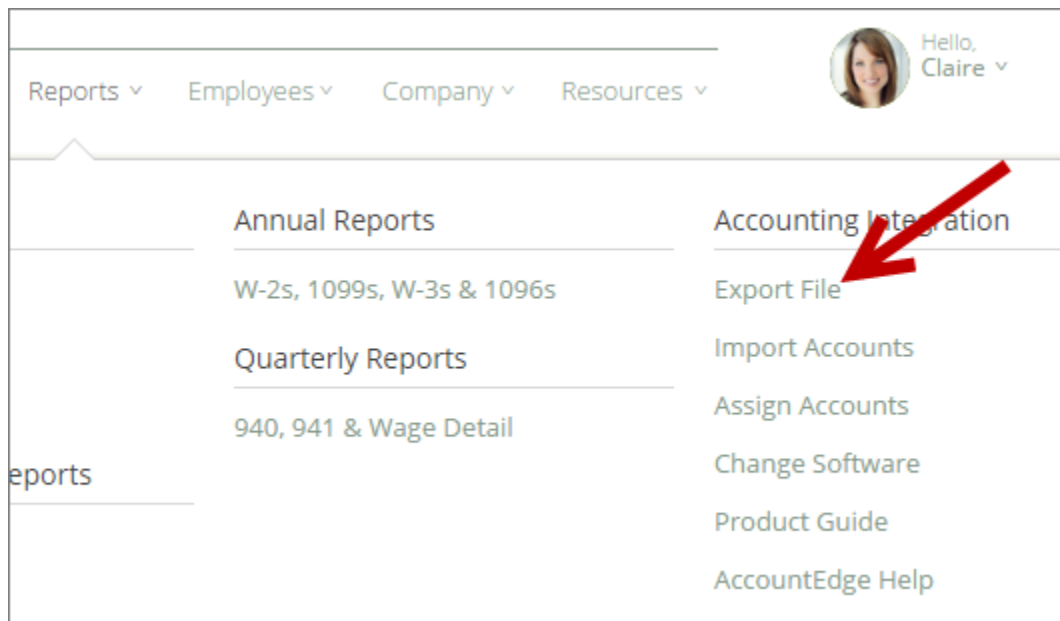 Hello,
Claire
Reports
Employees
Company
Resources
Annual Reports
W-2s, 1099s, W-3s & 1096s
Quarterly Reports
940, 941 & Wage Detail
eports
Accounting Integration
Export File
Import Accounts
Assign Accounts
Change Software
Product Guide
AccountEdge Help